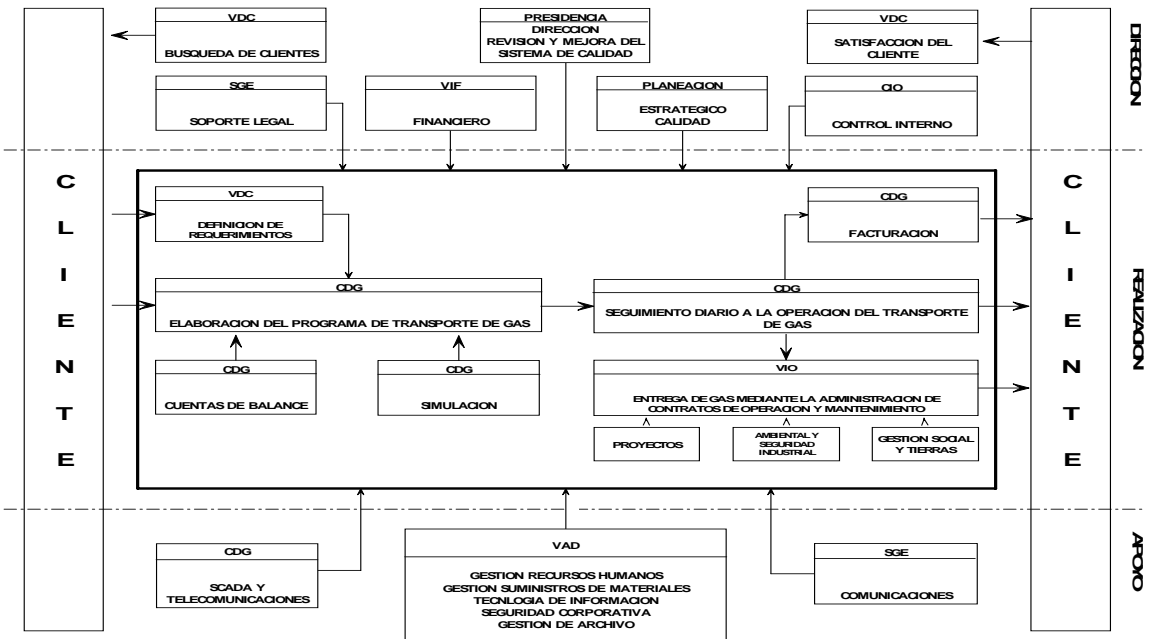 VDC
BUSQUEDA DE CLIENTES
PRESIDENCIA
DIRECCION
REVISION Y MEJORA DEL
SISTEMA DE CALIDAD
VDC
SATISFACCION DEL
CLIENTE
DIRECCION
SGE
SOPORTE LEGAL
VIF
FINANCIERO
PLANEACION
ESTRATEGICO
CALIDAD
CIO
CONTROL INTERNO
CLIENTE
VDC
DEFINICION DE
REQUERIMIENTOS
CDG
FACTURACION
CLIENTE
REALIZACION
CDG
ELABORACION DEL PROGRAMA DE TRANSPORTE DE GAS
CDG
SEGUIMIENTO DIARIO A LA OPERACION DEL TRANSPORTE
DE GAS
CDG
CUENTAS DE BALANCE
CDG
SIMULACION
VIO
ENTREGA DE GAS MEDIANTE LA ADMINISTRACION DE
CONTRATOS DE OPERACION Y MANTENIMIENTO
PROYECTOS
AMBIENTAL Y
SEGURIDAD
INDUSTRIAL
GESTION SOCIAL
Y TIERRAS
CDG
SCADA Y
TELECOMUNICACIONES
VAD
GESTION RECURSOS HUMANOS
GESTION SUMINISTROS DE MATERIALES
TECNLOGIA DE INFORMACION
SEGURIDAD CORPORATIVA
GESTION DE ARCHIVO
SGE
COMUNICACIONES
APOYO